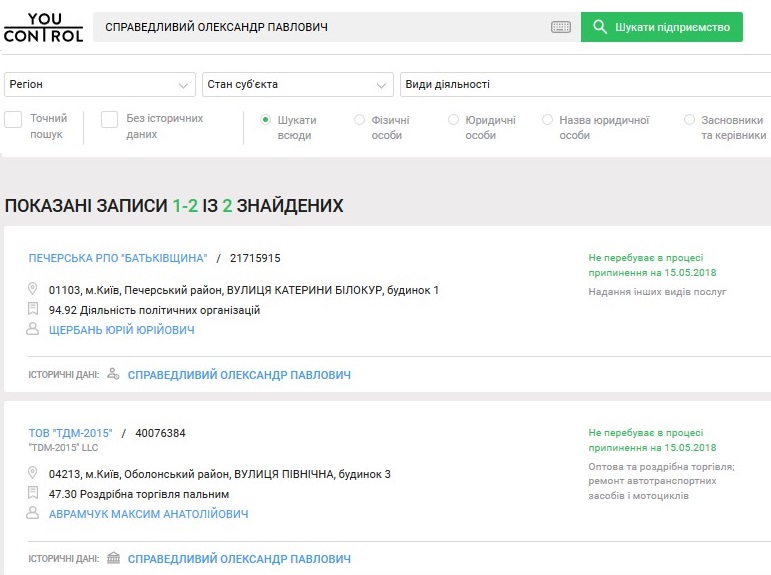 YOU
CONTROL
СПРАВЕДЛИВИЙ ОЛЕКСАНДР ПАВЛОВИЧ
Шукати підприємство
Регіон
Стан суб'єкта
Види діяльності
Точний
пошук
Без історичних
даних
Шукати
всюди
Фізичні
особи
Юридичні
особи
Назва юридичної
особи
Засновники
та керівники
ПОКАЗАНІ ЗАПИСИ 1-2 ІЗ 2 ЗНАЙДЕНИХ
ПЕЧЕРСЬКА РПО "БАТЬКІВЩИНА" / 21715915
01103, м.Київ, Печерський район, ВУЛИЦЯ КАТЕРИНИ БІЛОКУР, будинок 1
94.92 Діяльність політичних організацій
ЩЕРБАНЬ ЮРІЙ ЮРІЙОВИЧ
Не перебуває в процесі
припинення на 15.05.2018
Надання інших видів послуг
ІСТОРИЧНІ ДАНІ: СПРАВЕДЛИВИЙ ОЛЕКСАНДР ПАВЛОВИЧ
ТОВ "ТДМ-2015" / 40076384
"TDM-2015" LLC
04213, м.Київ, Оболонський район, ВУЛИЦЯ ПІВНІЧНА, будинок 3
47.30 Роздрібна торгівля пальним
АВРАМЧУК МАКСИМ АНАТОЛІЙОВИЧ
Не перебуває в процесі
припинення на 15.05.2018
Оптова та роздрібна торгівля;
ремонт автотранспортних
засобів і мотоциклів
ІСТОРИЧНІ ДАНІ: СПРАВЕДЛИВИЙ ОЛЕКСАНДР ПАВЛОВИЧ